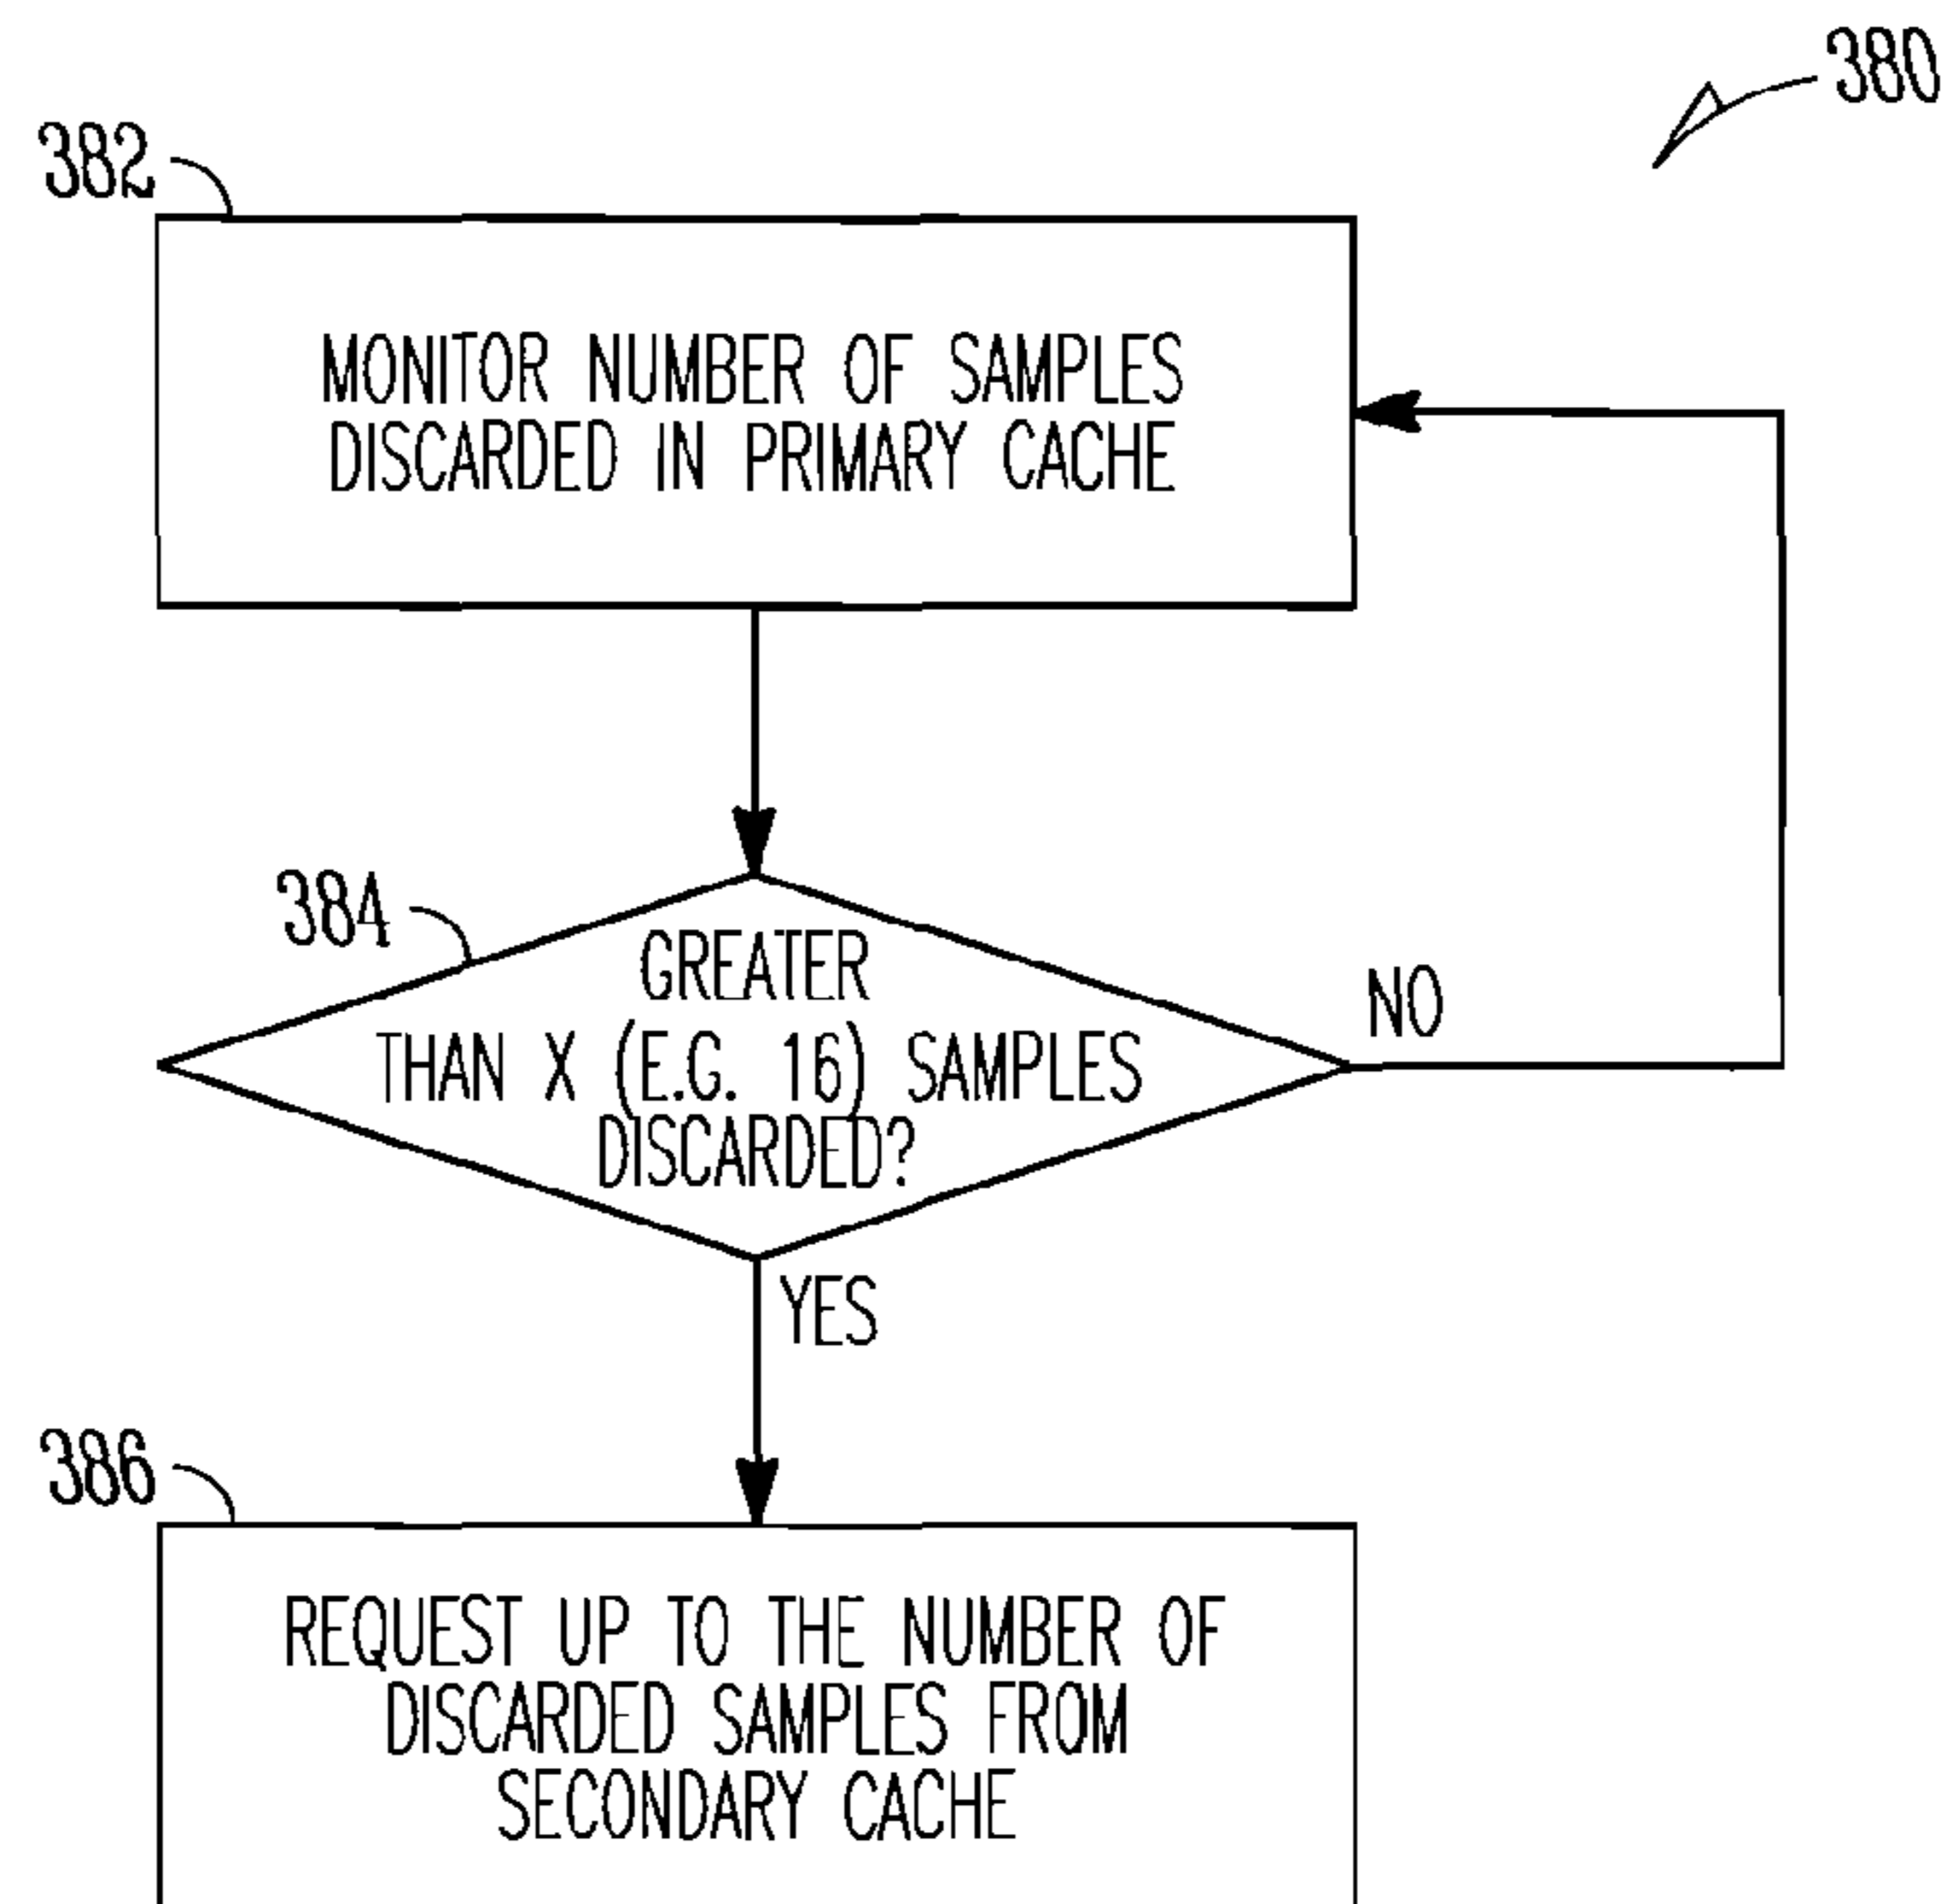 380
382
MONITOR NUMBER OF SAMPLES
DISCARDED IN PRIMARY CACHE
384
GREATER
THAN X (E.G. 16) SAMPLES
DISCARDED?
NO
YES
386
REQUEST UP TO THE NUMBER OF
DISCARDED SAMPLES FROM
SECONDARY CACHE